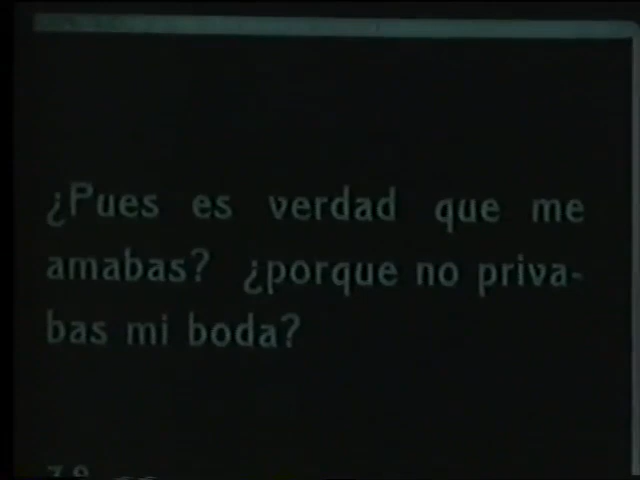 ¿Pues es verdad que me
amabas? ¿porque no priva-
bas mi boda?